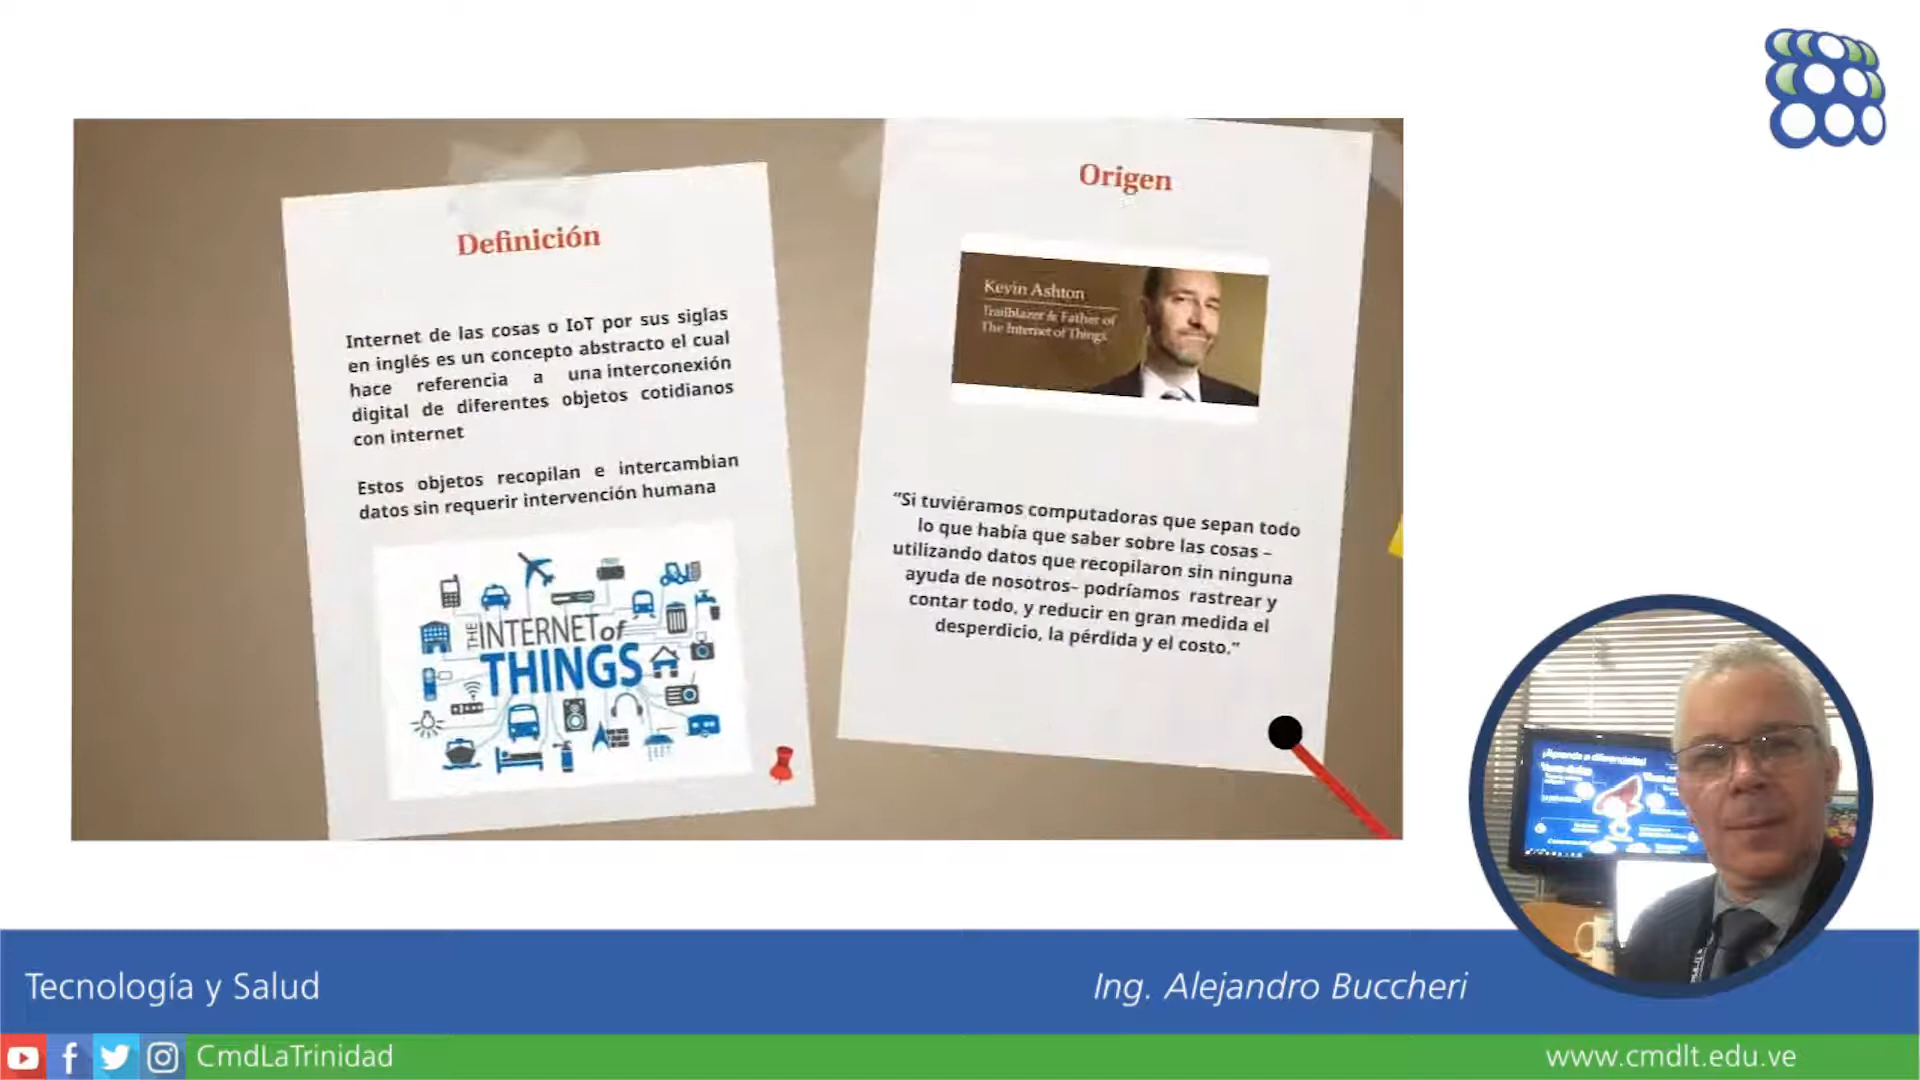 Definición
Internet de las cosas o IoT por sus siglas
en inglés es un concepto abstracto el cual
hace referencia a una interconexión
digital de diferentes objetos cotidianos
con internet
Estos objetos recopilan e intercambian
datos sin requerir intervención humana
THE INTERNET of
THINGS
Origen
Kevin Ashton
Trailblazer & Father of
The Internet of Things
“Si tuviéramos computadoras que sepan todo
lo que había que saber sobre las cosas –
utilizando datos que recopilaron sin ninguna
ayuda de nosotros– podríamos rastrear y
contar todo, y reducir en gran medida el
desperdicio, la pérdida y el costo.”
¡Aprende a diferenciarlos!
Tecnología y Salud
Ing. Alejandro Buccheri
CmdLaTrinidad
www.cmdlt.edu.ve